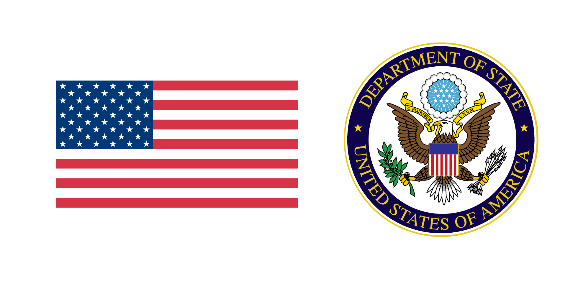 DEPARTMENT OF STATE
UNITED STATES OF AMERICA